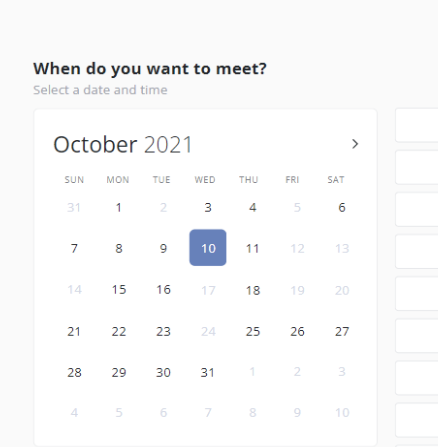 When do you want to meet?
Select a date and time
October 2021
SUN MON TUE WED THU FRI SAT
31 1 2 3 4 5 6
7 8 9 10 11 12 13
14 15 16 17 18 19 20
21 22 23 24 25 26 27
28 29 30 31 1 2 3
4 5 6 7 8 9 10